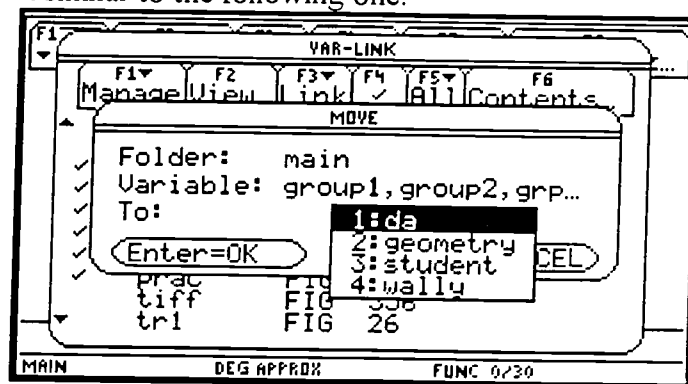 similar to the following one.
F1
VAR-LINK
F1▼ F2 F3▼ F4 F5▼ F6
Manage View Link ✓ All Contents
MOVE
Folder: main
Variable: group1,group2,grp…
To: 1:da
2:geometry
3:student
4:wally
Enter=OK CEL
prac FIG
tiff FIG
tr1 FIG 26
MAIN DEG APPROX FUNC 0/30